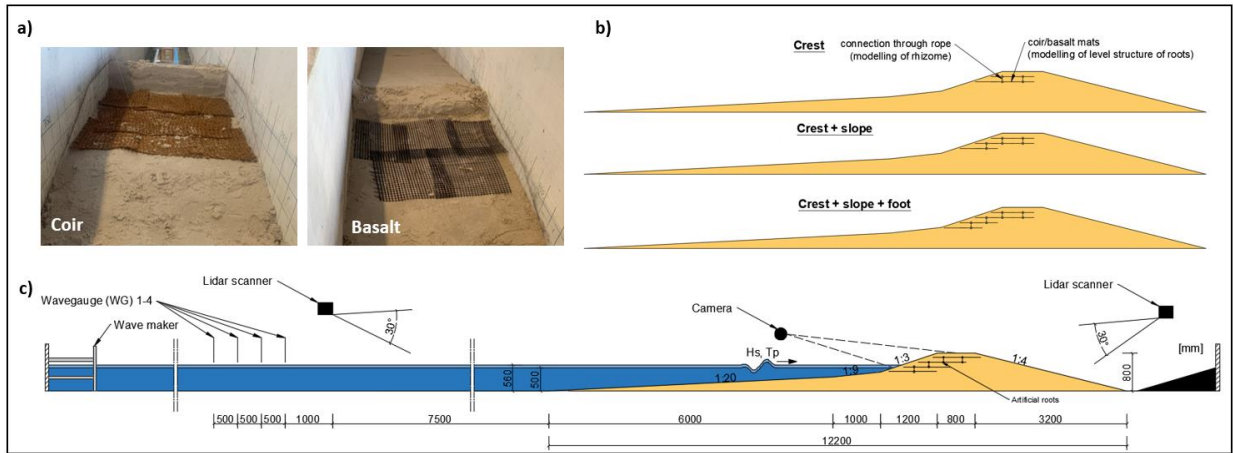 a)
Coir
Basalt
b)
Crest
connection through rope
(modelling of rhizome)
coir/basalt mats
(modelling of level structure of roots)
Crest + slope
Crest + slope + foot
c)
Wavegauge (WG) 1-4
Wave maker
Lidar scanner
30°
Camera
Hs, Tp
Lidar scanner
30°
[mm]
560
500
1:20
1:9
1:3
1:4
800
Artificial roots
500
500
500
1000
7500
6000
1000
1200
800
3200
12200